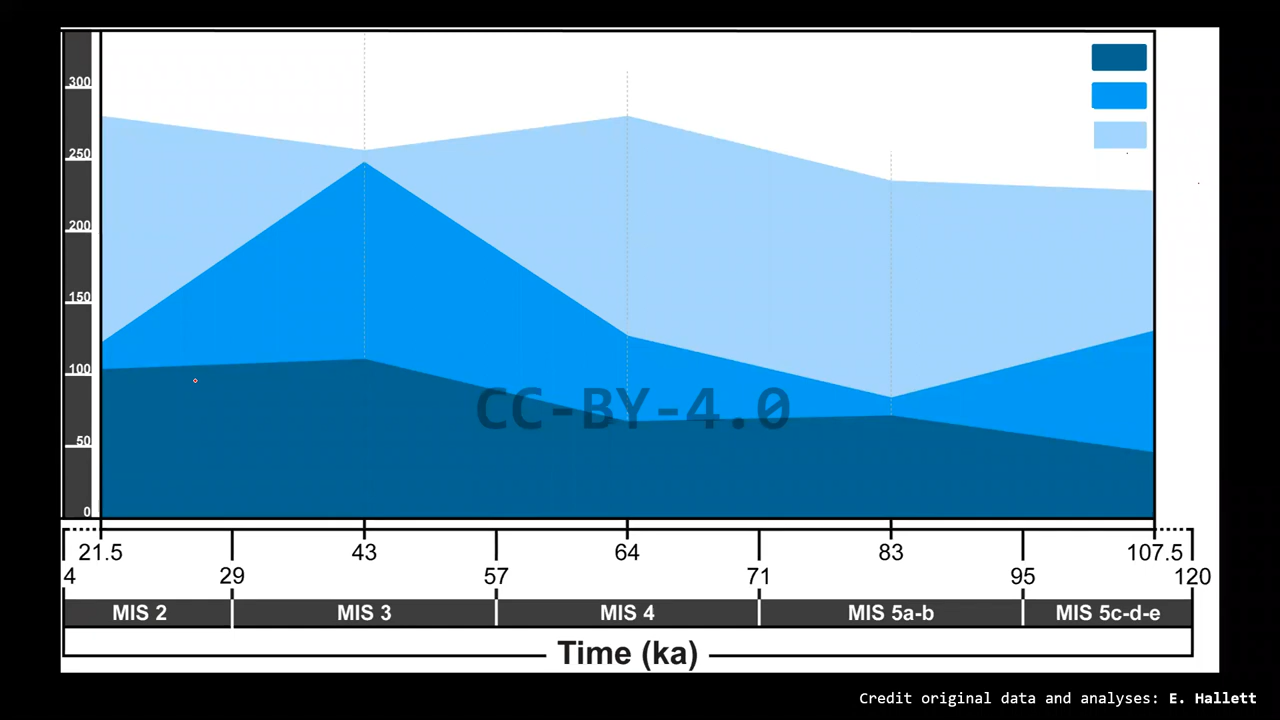 300
250
200
150
100
50
0
CC-BY-4.0
21.5 43 64 83 107.5
4 29 57 71 95 120
MIS 2 MIS 3 MIS 4 MIS 5a-b MIS 5c-d-e
Time (ka)
Credit original data and analyses: E. Hallett